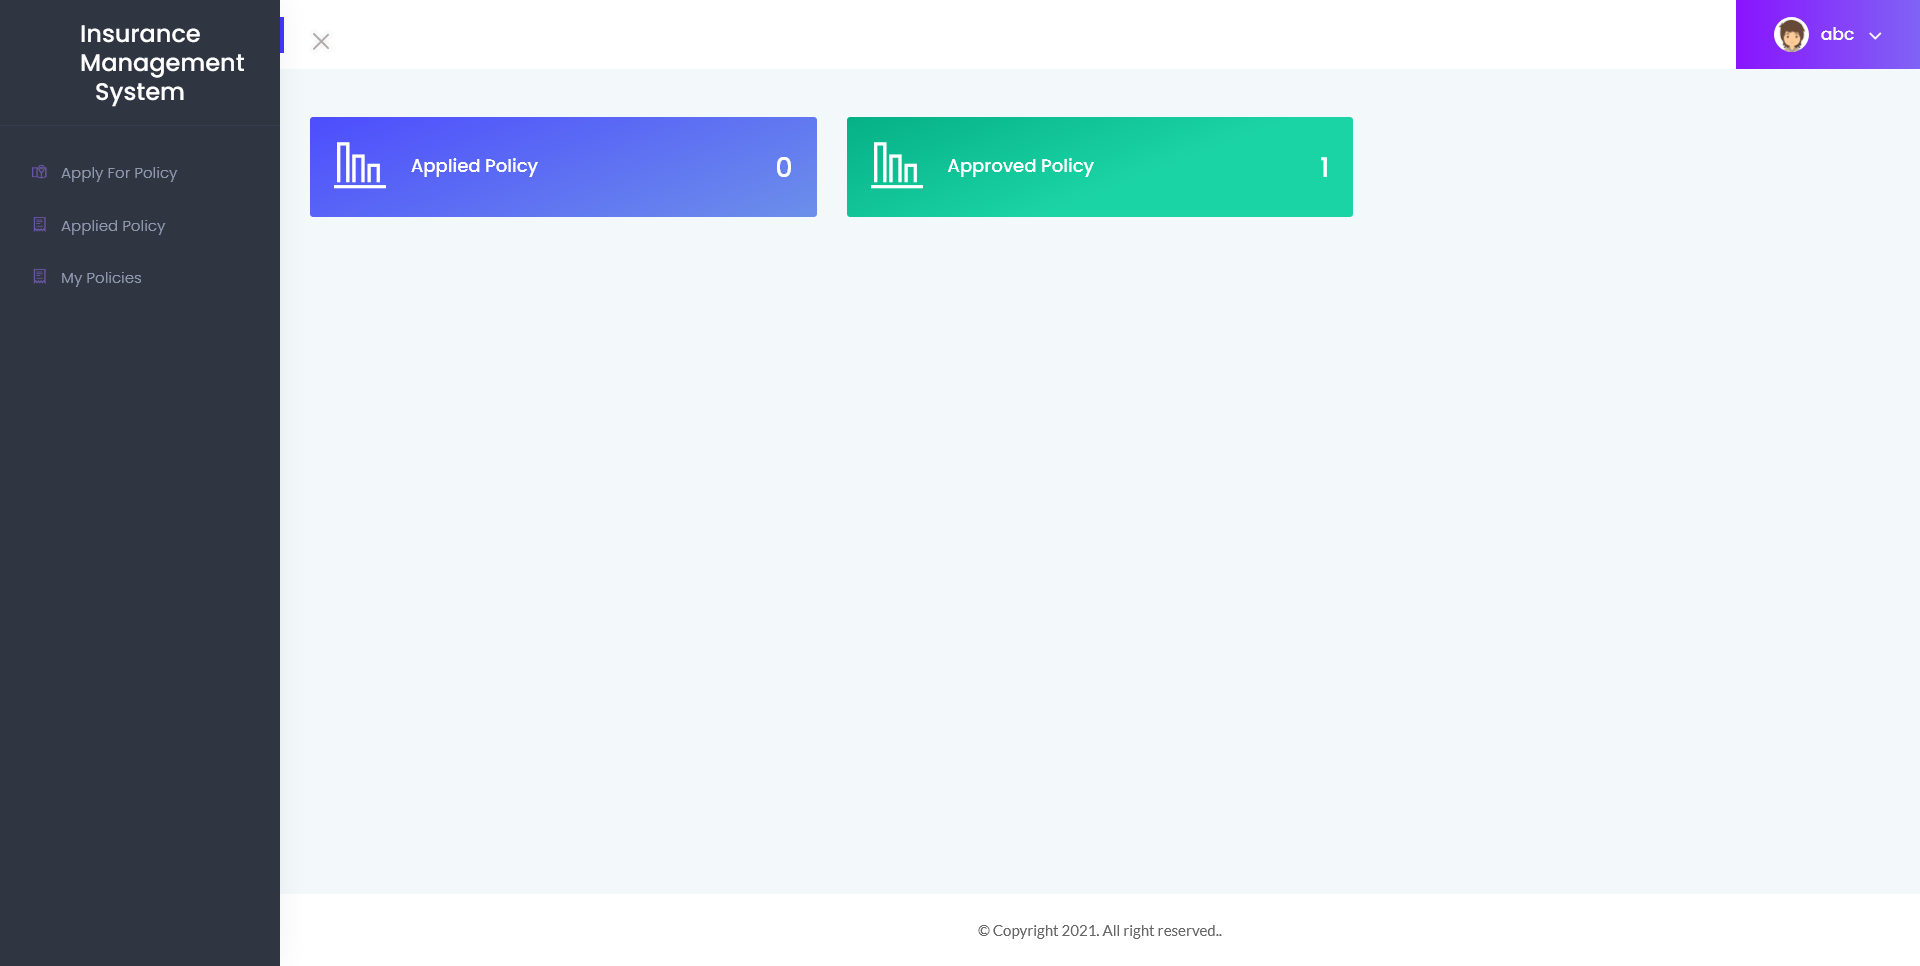 Insurance
Management
System
abc
Apply For Policy
Applied Policy
My Policies
Applied Policy 0
Approved Policy 1
© Copyright 2021. All right reserved..